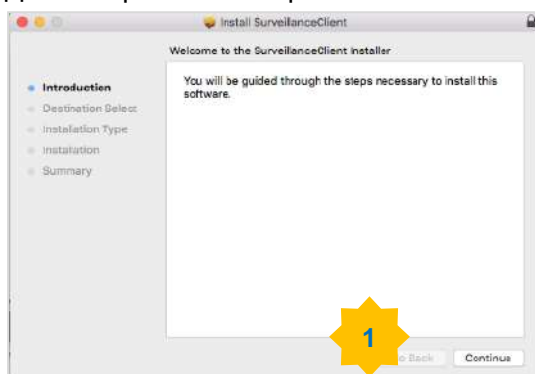 Install SurveillanceClient
Welcome to the SurveillanceClient Installer
Introduction
Destination Select
Installation Type
Installation
Summary
You will be guided through the steps necessary to install this
software.
1
Back
Continue